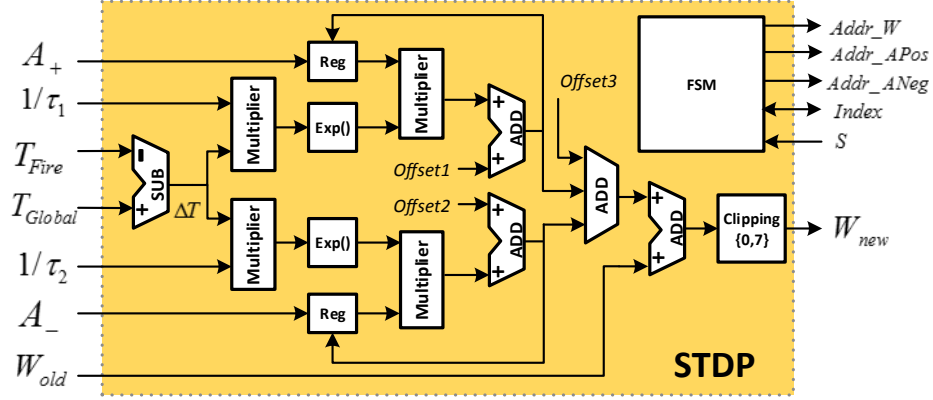 A+
1/τ1
TFire
TGlobal
1/τ2
A−
Wold
−
+
SUB
ΔT
Multiplier
Multiplier
Reg
Exp()
Exp()
Reg
Multiplier
Multiplier
Offset1
Offset2
+
+
ADD
+
+
ADD
Offset3
ADD
+
+
ADD
Clipping
{0,7}
FSM
Addr_W
Addr_APos
Addr_ANeg
Index
S
Wnew
STDP